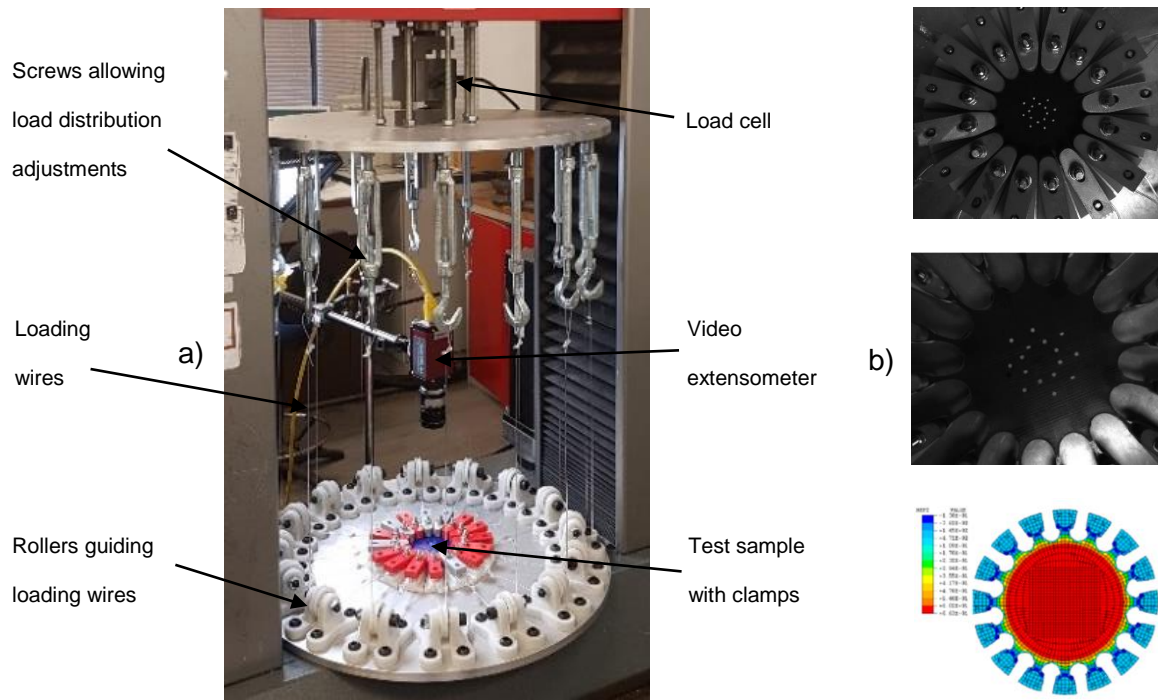 Screws allowing
load distribution
adjustments
Loading
wires
Rollers guiding
loading wires
a)
Load cell
Video
extensometer
Test sample
with clamps
b)